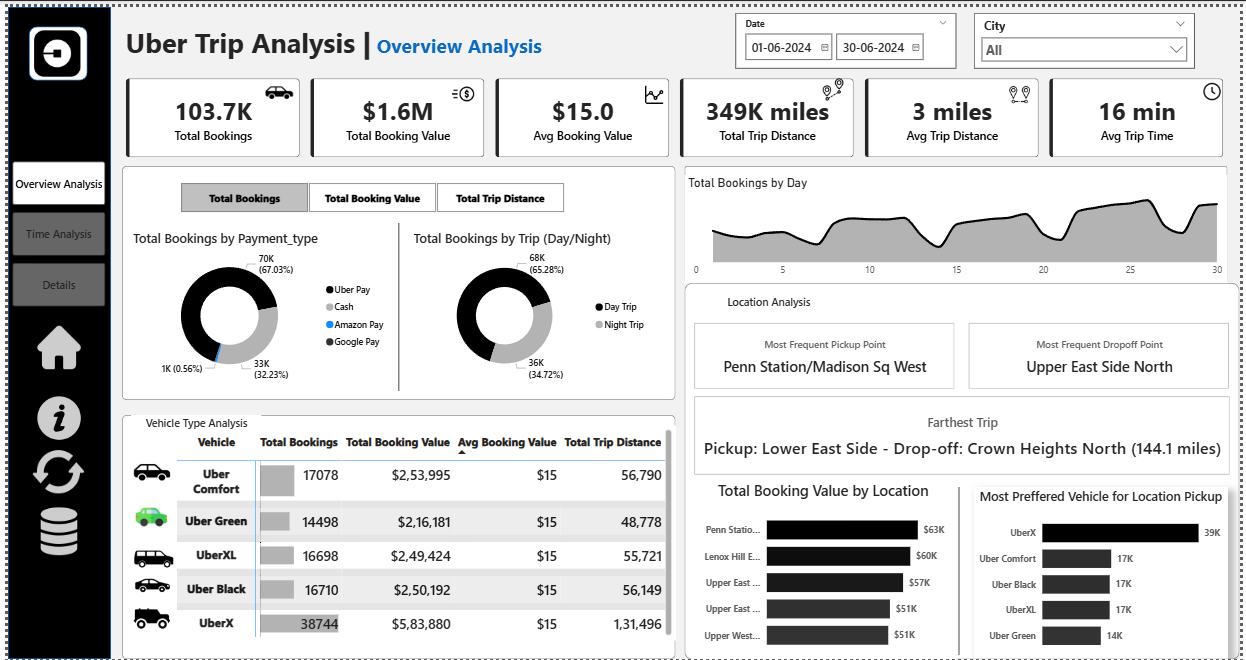 Uber Trip Analysis | Overview Analysis
Date
01-06-2024 30-06-2024
City
All
103.7K
Total Bookings
$1.6M
Total Booking Value
$15.0
Avg Booking Value
349K miles
Total Trip Distance
3 miles
Avg Trip Distance
16 min
Avg Trip Time
Overview Analysis
Time Analysis
Details
Total Bookings Total Booking Value Total Trip Distance
Total Bookings by Payment_type
70K
(67.03%)
33K
(32.23%)
1K (0.56%)
Uber Pay
Cash
Amazon Pay
Google Pay
Total Bookings by Trip (Day/Night)
68K
(65.28%)
36K
(34.72%)
Day Trip
Night Trip
Total Bookings by Day
0 5 10 15 20 25 30
Location Analysis
Most Frequent Pickup Point
Penn Station/Madison Sq West
Most Frequent Dropoff Point
Upper East Side North
Farthest Trip
Pickup: Lower East Side - Drop-off: Crown Heights North (144.1 miles)
Vehicle Type Analysis
Vehicle Total Bookings Total Booking Value Avg Booking Value Total Trip Distance
Uber
Comfort 17078 $2,53,995 $15 56,790
Uber Green 14498 $2,16,181 $15 48,778
UberXL 16698 $2,49,424 $15 55,721
Uber Black 16710 $2,50,192 $15 56,149
UberX 38744 $5,83,880 $15 1,31,496
Total Booking Value by Location
Penn Statio... $63K
Lenox Hill E... $60K
Upper East ... $57K
Upper East ... $51K
Upper West... $51K
Most Preffered Vehicle for Location Pickup
UberX 39K
Uber Comfort 17K
Uber Black 17K
UberXL 17K
Uber Green 14K